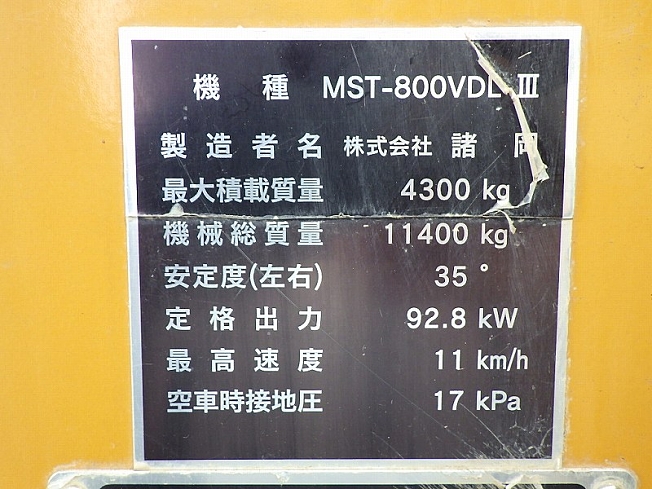 機種 MST-800VDL III
製造者名 株式会社 諸岡
最大積載質量 4300 kg
機械総質量 11400 kg
安定度(左右) 35 °
定格出力 92.8 kW
最高速度 11 km/h
空車時接地圧 17 kPa